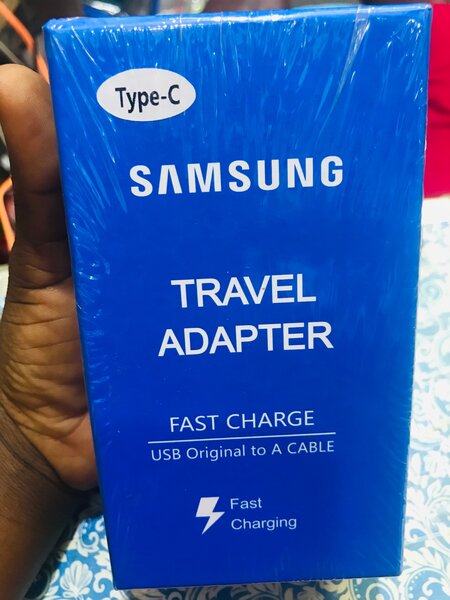 Type-C
SAMSUNG
TRAVEL
ADAPTER
FAST CHARGE
USB Original to A CABLE
Fast
Charging